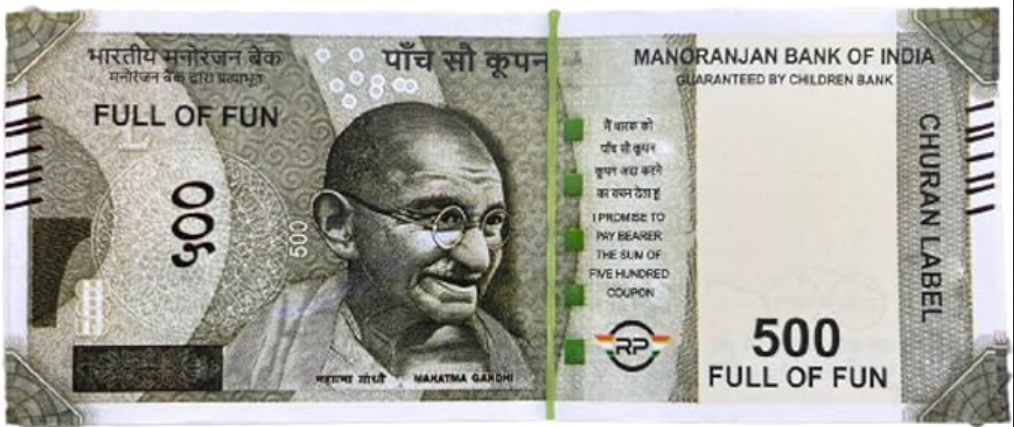 भारतीय मनोरंजन बैंक
मनोरंजन बैंक द्वारा प्रत्याभूत
FULL OF FUN
५००
500
पाँच सौ कूपन
महात्मा गांधी MAHATMA GANDHI
मैं धारक को
पाँच सौ कूपन
कूपन अदा करने
का वचन देता हूं
I PROMISE TO
PAY BEARER
THE SUM OF
FIVE HUNDRED
COUPON
RP
MANORANJAN BANK OF INDIA
GUARANTEED BY CHILDREN BANK
500
FULL OF FUN
CHURAN LABEL